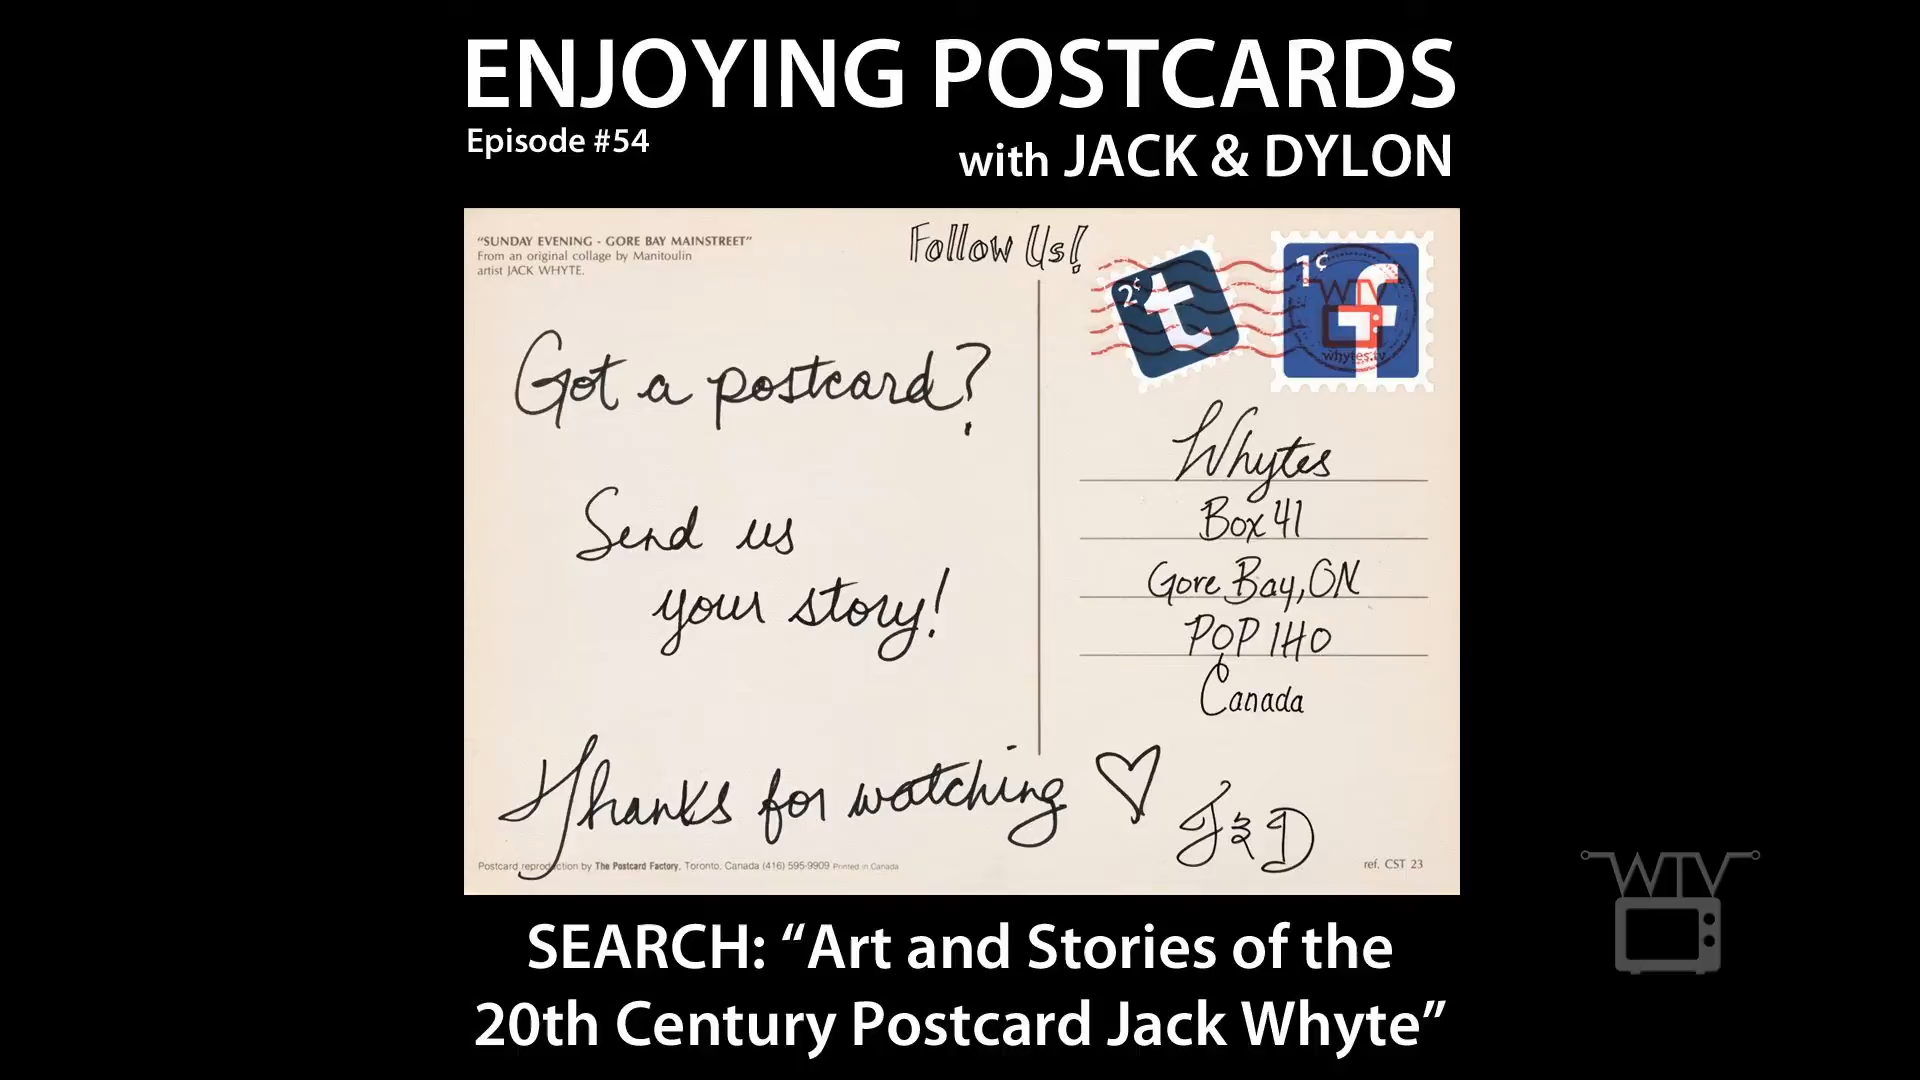 ENJOYING POSTCARDS
Episode #54
with JACK & DYLON
"SUNDAY EVENING - GORE BAY MAINSTREET"
From an original collage by Manitoulin
artist JACK WHYTE.
Follow Us!
2¢
t
1¢
f
WTV
whytes.tv
Got a postcard?
Send us
your story!
Whytes
Box 41
Gore Bay, ON
P0P 1H0
Canada
Thanks for watching ♡
J & D
Postcard reproduction by The Postcard Factory, Toronto, Canada (416) 595-9909 Printed in Canada
ref. CST 23
WTV
SEARCH: “Art and Stories of the
20th Century Postcard Jack Whyte”